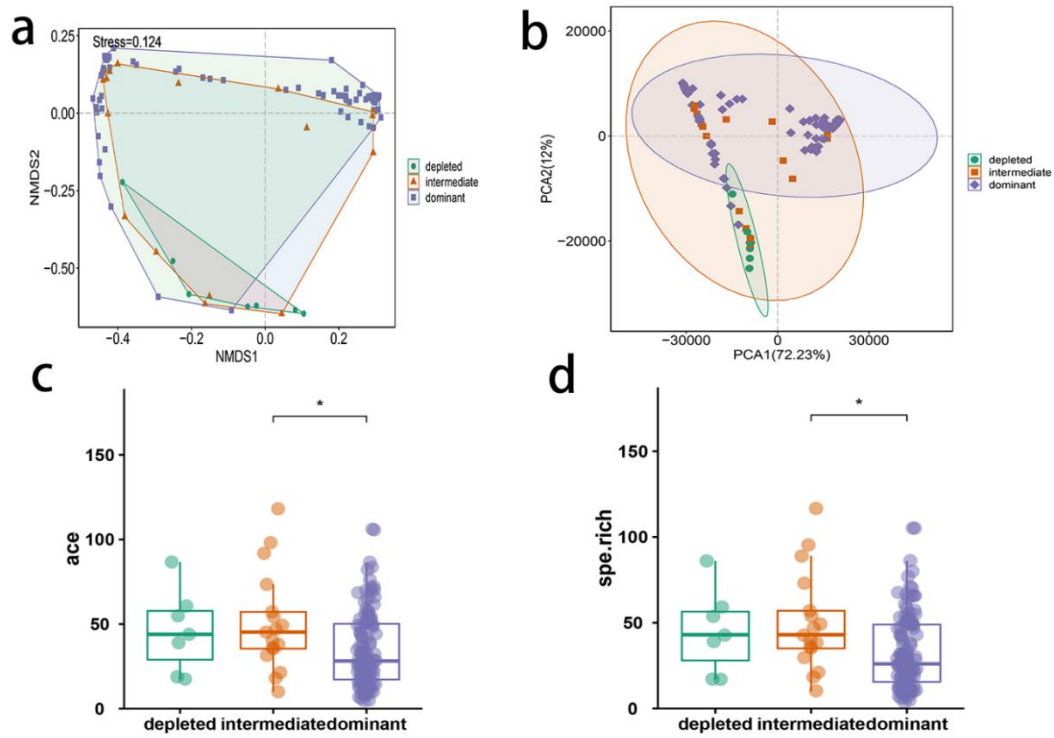 a
Stress=0.124
0.25
0.00
−0.25
−0.50
NMDS2
−0.4
−0.2
0.0
0.2
NMDS1
depleted
intermediate
dominant
b
20000
0
−20000
PCA2(12%)
−30000
0
30000
PCA1(72.23%)
depleted
intermediate
dominant
c
*
150
100
50
0
ace
depleted intermediatedominant
d
*
150
100
50
0
spe.rich
depleted intermediatedominant